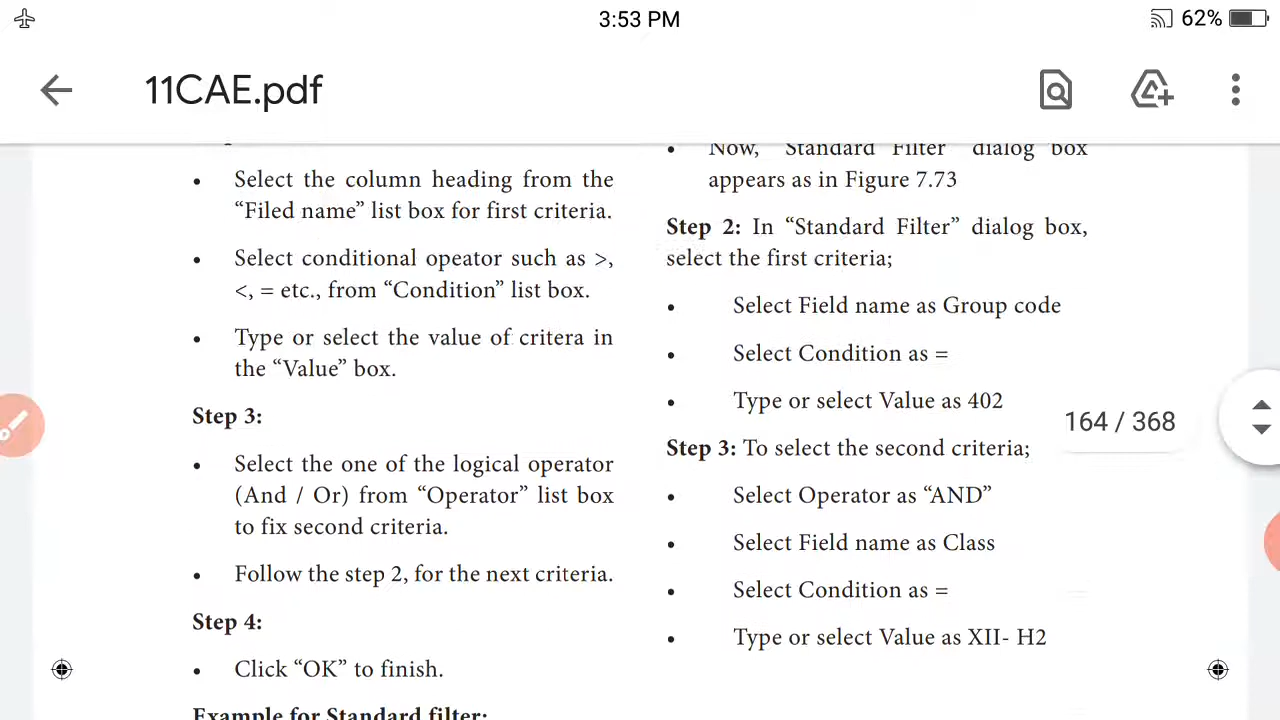 3:53 PM
62%
11CAE.pdf
Select the column heading from the
“Filed name” list box for first criteria.
• Select conditional opeator such as >,
<, = etc., from “Condition” list box.
• Type or select the value of critera in
the “Value” box.
Step 3:
• Select the one of the logical operator
(And / Or) from “Operator” list box
to fix second criteria.
• Follow the step 2, for the next criteria.
Step 4:
• Click “OK” to finish.
Example for Standard filter:
• Now, “Standard Filter” dialog box
appears as in Figure 7.73
Step 2: In “Standard Filter” dialog box,
select the first criteria;
• Select Field name as Group code
• Select Condition as =
• Type or select Value as 402
Step 3: To select the second criteria;
• Select Operator as “AND”
• Select Field name as Class
• Select Condition as =
• Type or select Value as XII- H2
164 / 368